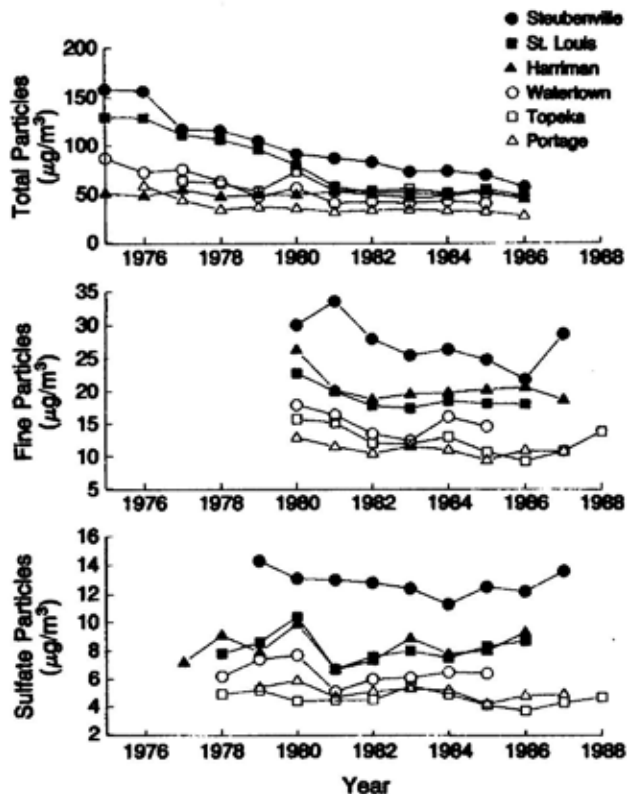 Steubenville
St. Louis
Harriman
Watertown
Topeka
Portage
Total Particles
(µg/m³)
200
150
100
50
0
1976 1978 1980 1982 1984 1986 1988
Fine Particles
(µg/m³)
35
30
25
20
15
10
5
1976 1978 1980 1982 1984 1986 1988
Sulfate Particles
(µg/m³)
16
14
12
10
8
6
4
2
1976 1978 1980 1982 1984 1986 1988
Year